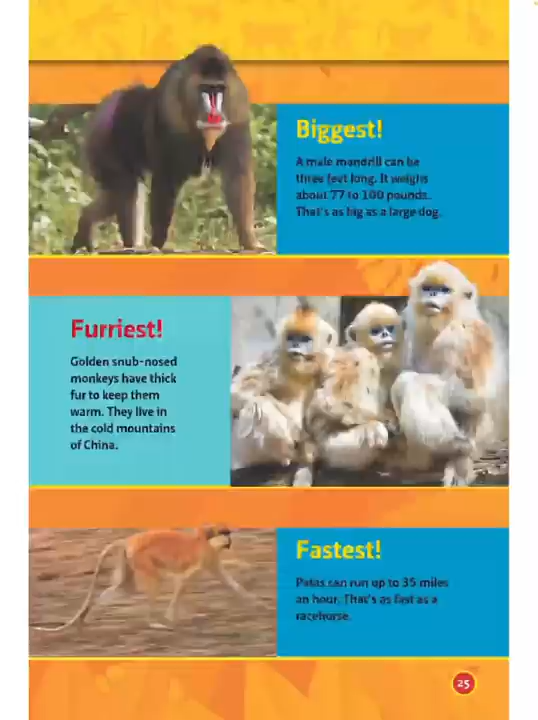 Biggest!
A male mandrill can be
three feet long. It weighs
about 77 to 100 pounds.
That's as big as a large dog.
Furriest!
Golden snub-nosed
monkeys have thick
fur to keep them
warm. They live in
the cold mountains
of China.
Fastest!
Patas can run up to 35 miles
an hour. That's as fast as a
racehorse.
25